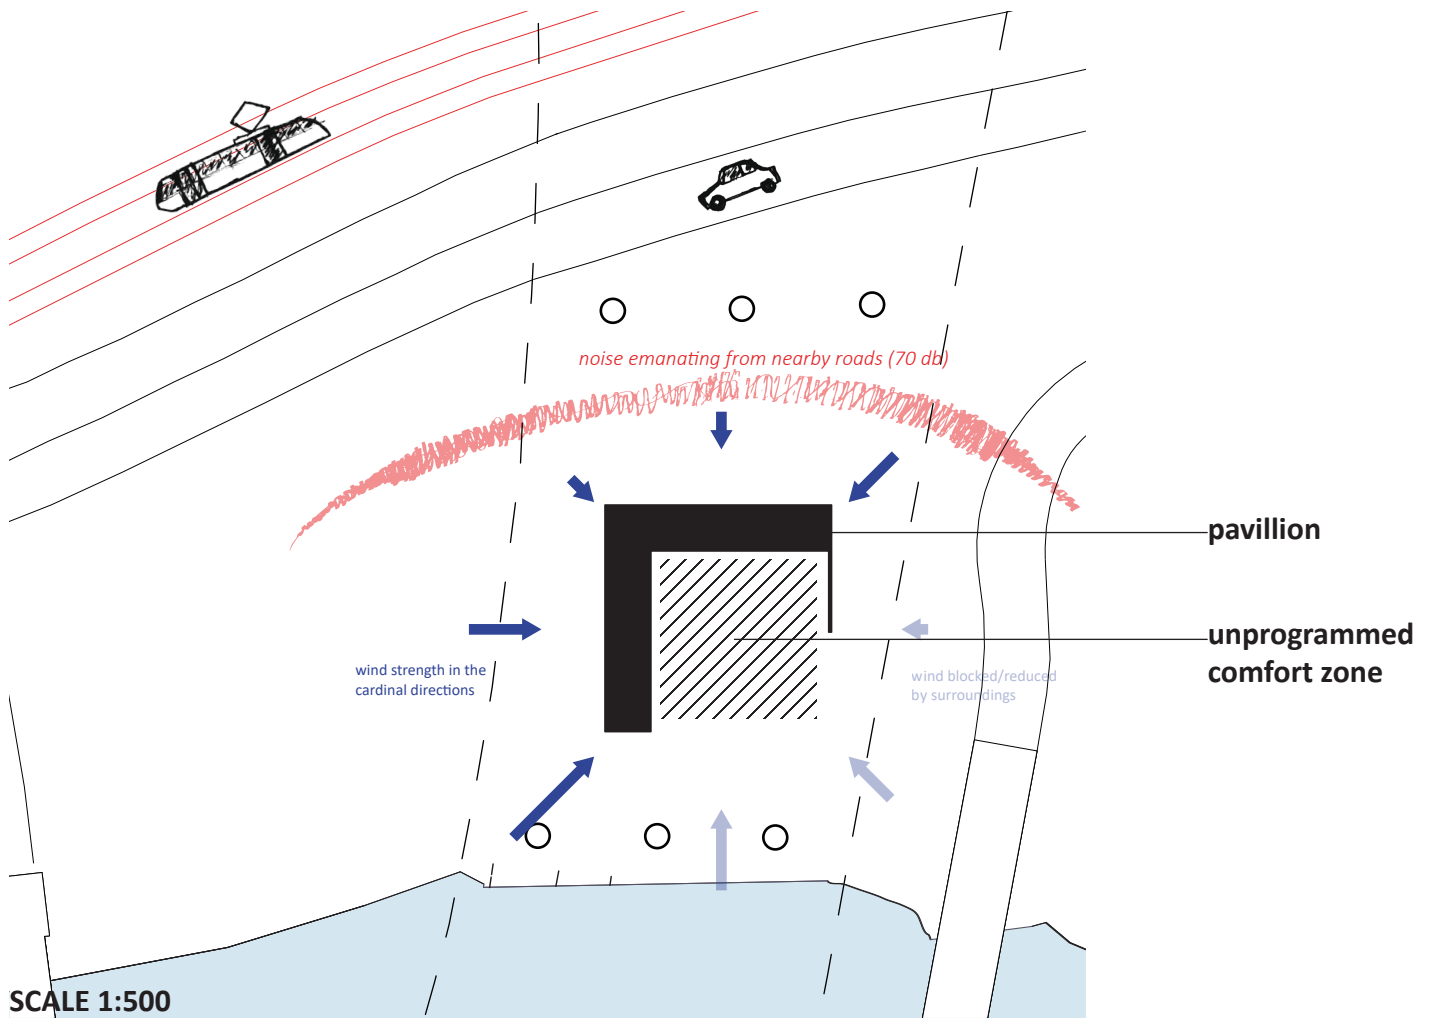 noise emanating from nearby roads (70 db)
pavillion
unprogrammed
comfort zone
wind strength in the
cardinal directions
wind blocked/reduced
by surroundings
SCALE 1:500